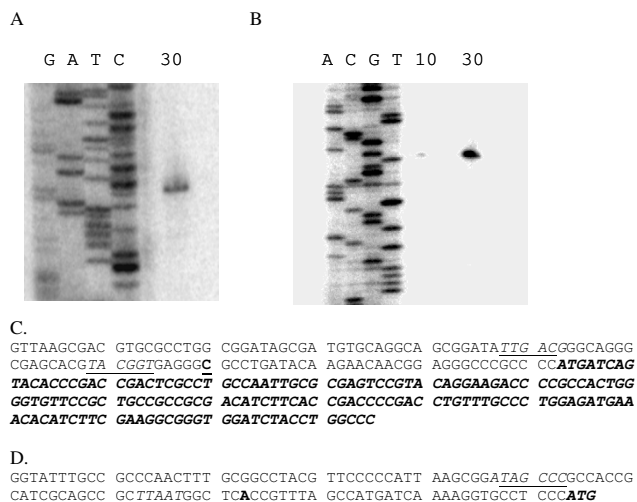 A
B
G A T C 30
A C G T 10 30
C.
GTTAAGCGAC GTGCGCCTGG CGGATAGCGA TGTGCAGGCA GCGGATATTG ACGGGCAGGG
CGAGCACGTA CGGGTGAGGG CGCCTGATACA AGAACAACGG AGGGCCCGCC CCATGATCAG
TACACCCGAC CGACTCGCCT GCCAATTGCG CGAGTCCGTA CAGGAAGACC CCGCCACTGG
GGTGTTCCGC TGCCGCCGCG ACATCTTCAC CGACCCCGAC CTGTTTGCCC TGGAGATGAA
ACACATCTTC GAAGGCGGGT GGATCTACCT GGCCC
D.
GGTATTTGCC GCCCAACTTT GCGGCCTACG TTCCCCCATT AAGCGGATAG CCCGCCACCG
CATCGCAGCC GCTTAATGGC TCACCGTTTA GCCATGATCA AAAGGTGCCT CCCATG